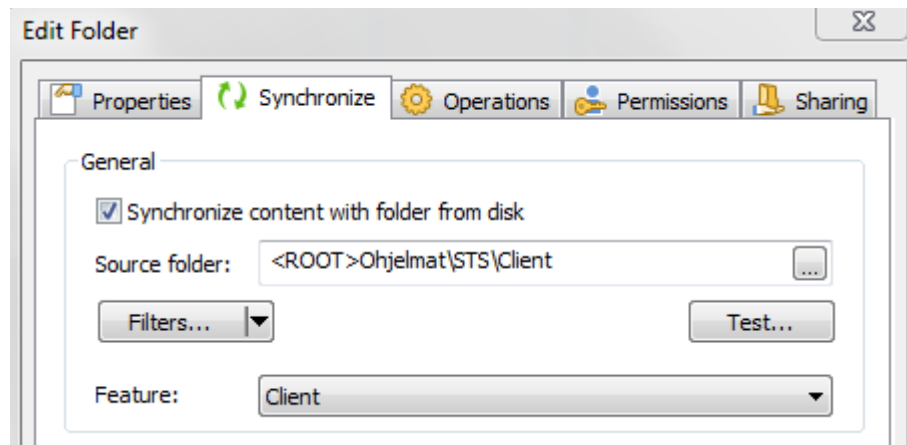 Edit Folder
Properties Synchronize Operations Permissions Sharing
General
Synchronize content with folder from disk
Source folder: <ROOT>Ohjelmat\STS\Client ...
Filters... Test...
Feature: Client